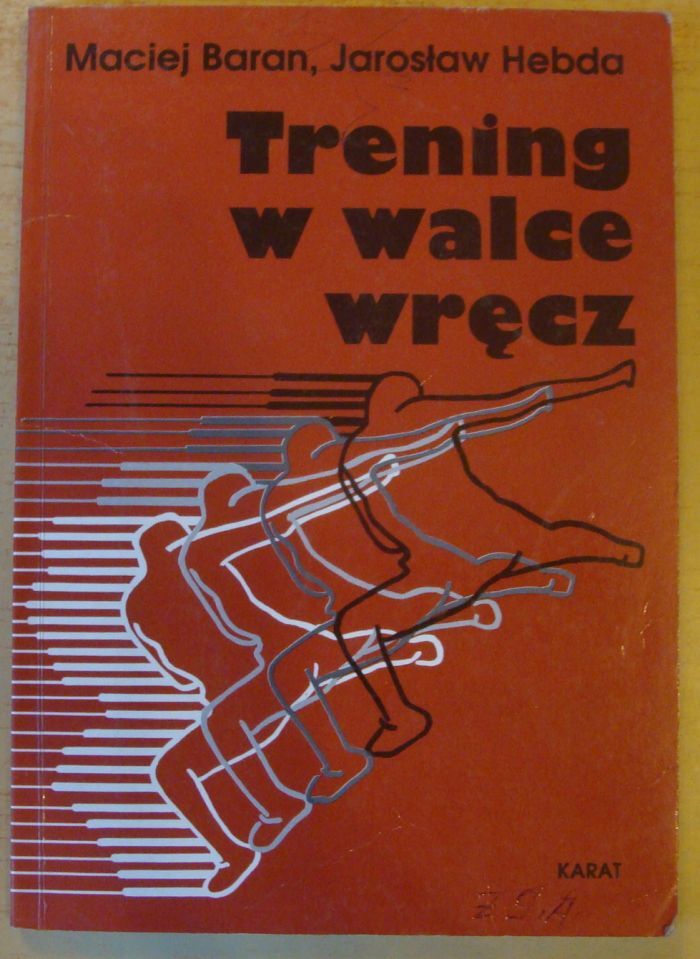 Maciej Baran, Jarosław Hebda
Trening
w walce
wręcz
KARAT